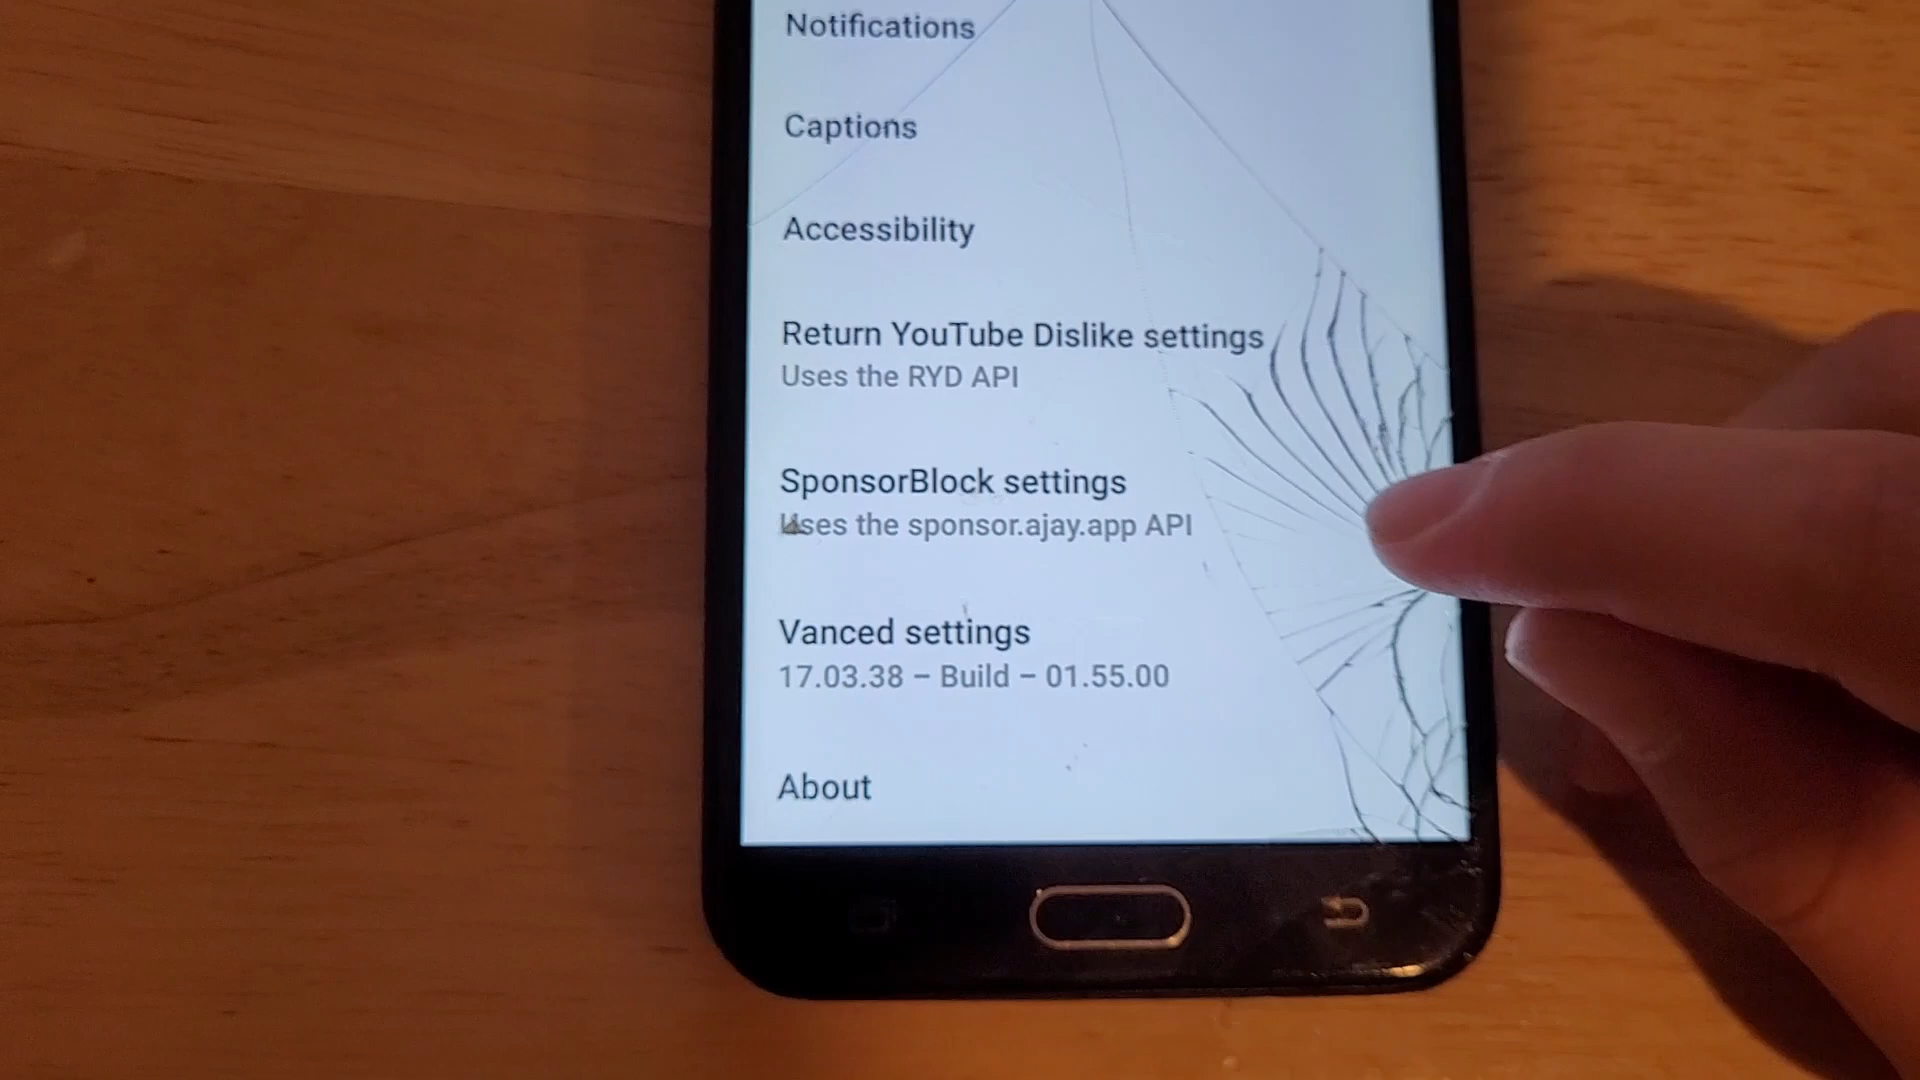 Notifications
Captions
Accessibility
Return YouTube Dislike settings
Uses the RYD API
SponsorBlock settings
Uses the sponsor.ajay.app API
Vanced settings
17.03.38 – Build – 01.55.00
About